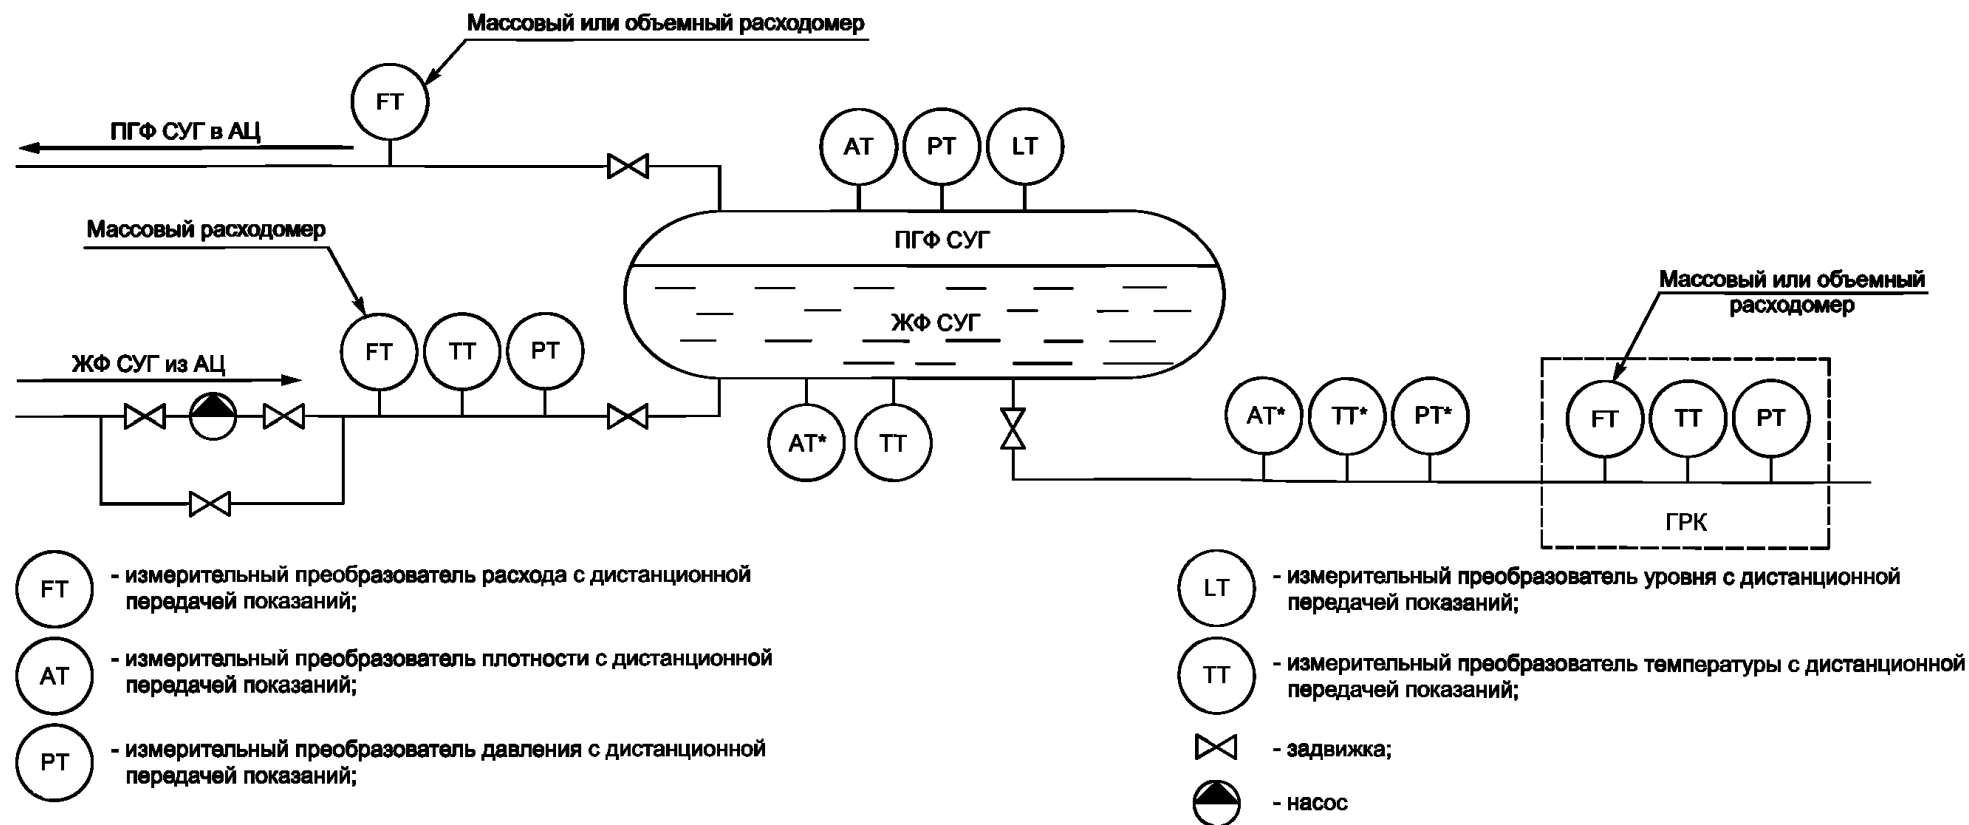 Массовый или объемный расходомер
FT
ПГФ СУГ в АЦ
AT PT LT
Массовый расходомер
ПГФ СУГ
Массовый или объемный
расходомер
ЖФ СУГ
FT TT PT
ЖФ СУГ из АЦ
AT* TT
AT* TT* PT*
FT TT PT
ГРК
FT - измерительный преобразователь расхода с дистанционной
передачей показаний;
AT - измерительный преобразователь плотности с дистанционной
передачей показаний;
PT - измерительный преобразователь давления с дистанционной
передачей показаний;
LT - измерительный преобразователь уровня с дистанционной
передачей показаний;
TT - измерительный преобразователь температуры с дистанционной
передачей показаний;
- задвижка;
- насос